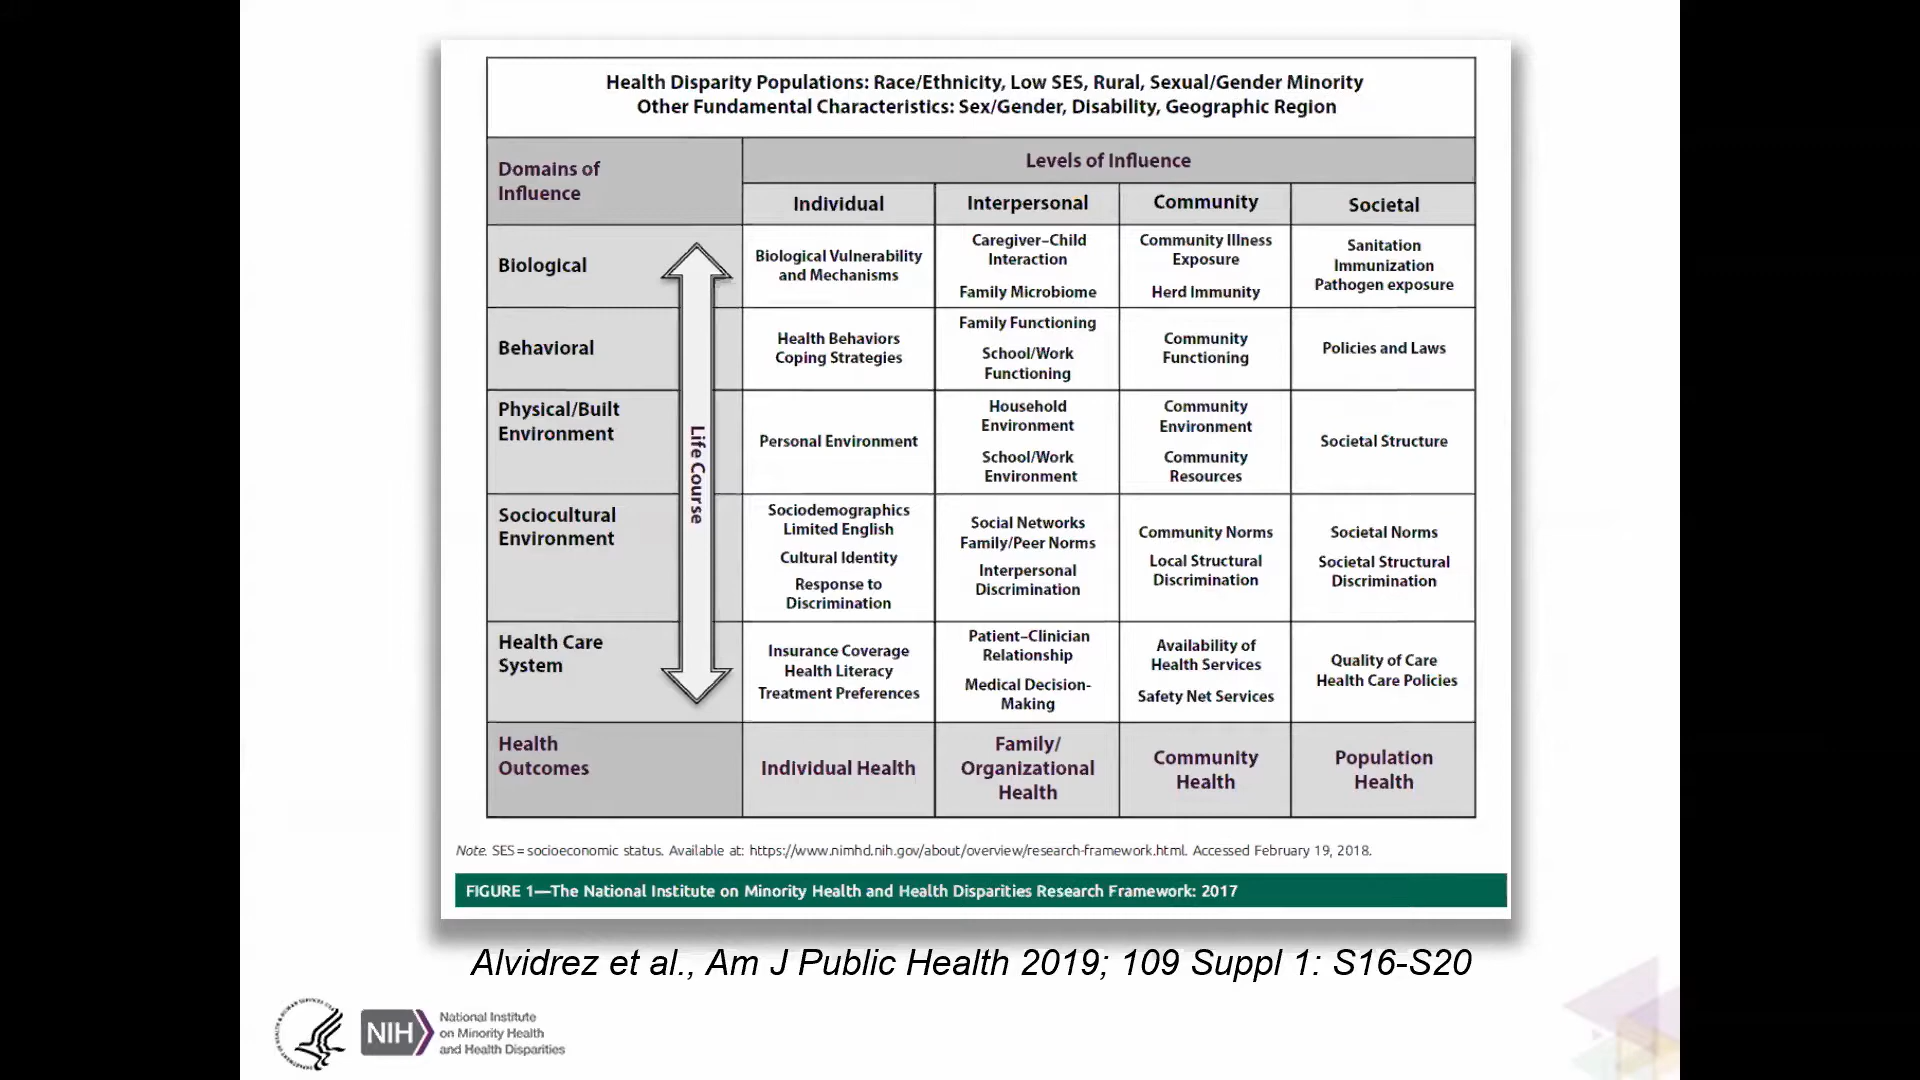 Health Disparity Populations: Race/Ethnicity, Low SES, Rural, Sexual/Gender Minority
Other Fundamental Characteristics: Sex/Gender, Disability, Geographic Region
Domains of
Influence
Levels of Influence
Individual
Interpersonal
Community
Societal
Biological
Biological Vulnerability
and Mechanisms
Caregiver–Child
Interaction
Family Microbiome
Community Illness
Exposure
Herd Immunity
Sanitation
Immunization
Pathogen exposure
Behavioral
Health Behaviors
Coping Strategies
Family Functioning
School/Work
Functioning
Community
Functioning
Policies and Laws
Physical/Built
Environment
Personal Environment
Household
Environment
School/Work
Environment
Community
Environment
Community
Resources
Societal Structure
Life Course
Sociocultural
Environment
Sociodemographics
Limited English
Cultural Identity
Response to
Discrimination
Social Networks
Family/Peer Norms
Interpersonal
Discrimination
Community Norms
Local Structural
Discrimination
Societal Norms
Societal Structural
Discrimination
Health Care
System
Insurance Coverage
Health Literacy
Treatment Preferences
Patient–Clinician
Relationship
Medical Decision-
Making
Availability of
Health Services
Safety Net Services
Quality of Care
Health Care Policies
Health
Outcomes
Individual Health
Family/
Organizational
Health
Community
Health
Population
Health
Note. SES = socioeconomic status. Available at: https://www.nimhd.nih.gov/about/overview/research-framework.html. Accessed February 19, 2018.
FIGURE 1—The National Institute on Minority Health and Health Disparities Research Framework: 2017
Alvidrez et al., Am J Public Health 2019; 109 Suppl 1: S16-S20
NIH
National Institute
on Minority Health
and Health Disparities